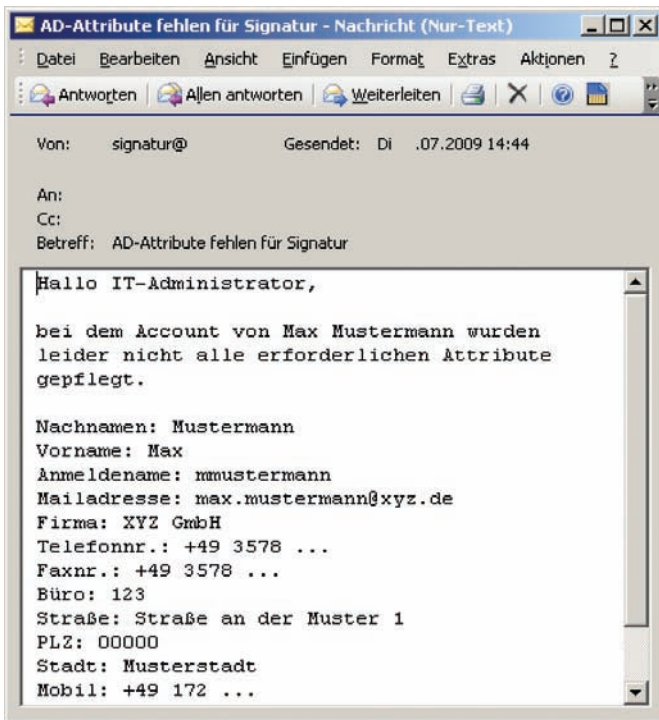 AD-Attribute fehlen für Signatur - Nachricht (Nur-Text)
Datei Bearbeiten Ansicht Einfügen Format Extras Aktionen ?
Antworten Allen antworten Weiterleiten
Von: signatur@ Gesendet: Di .07.2009 14:44
An:
Cc:
Betreff: AD-Attribute fehlen für Signatur
Hallo IT-Administrator,
bei dem Account von Max Mustermann wurden
leider nicht alle erforderlichen Attribute
gepflegt.
Nachnamen: Mustermann
Vorname: Max
Anmeldename: mmustermann
Mailadresse: max.mustermann@xyz.de
Firma: XYZ GmbH
Telefonnr.: +49 3578 ...
Faxnr.: +49 3578 ...
Büro: 123
Straße: Straße an der Muster 1
PLZ: 00000
Stadt: Musterstadt
Mobil: +49 172 ...